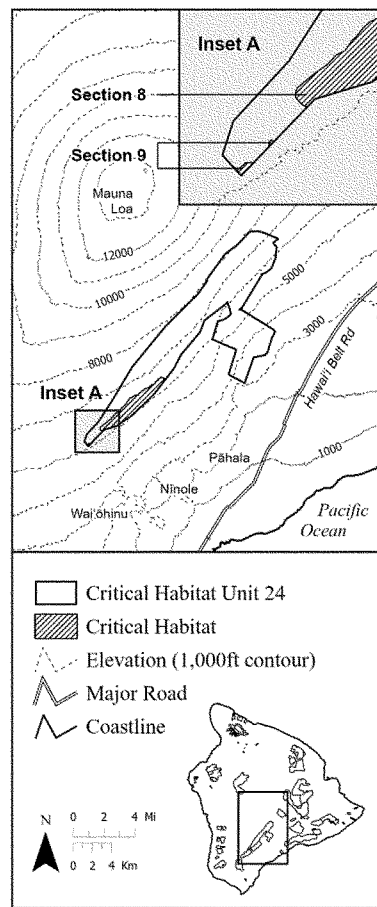 Inset A
Section 8
Section 9
Mauna
Loa
12000
10000
8000
5000
3000
1000
Hawai'i Belt Rd
Inset A
Pāhala
Nīnole
Wai'ōhinu
Pacific
Ocean
Critical Habitat Unit 24
Critical Habitat
Elevation (1,000ft contour)
Major Road
Coastline
N
0 2 4 Mi
0 2 4 Km